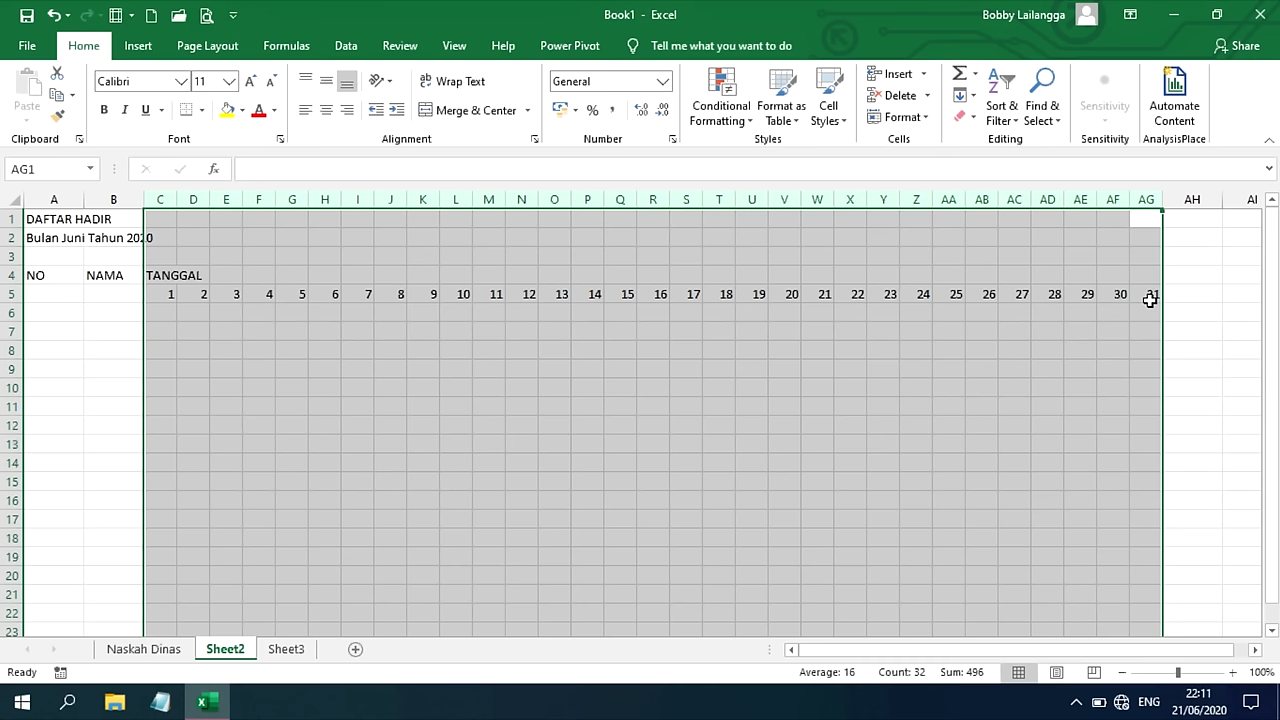 Book1 - Excel
Bobby Lailangga
File Home Insert Page Layout Formulas Data Review View Help Power Pivot Tell me what you want to do Share
Paste
Calibri 11
B I U A A A
Wrap Text
Merge & Center
General
% ,
Conditional Formatting
Format as Table
Cell Styles
Insert
Delete
Format
Sort & Filter
Find & Select
Sensitivity
Automate Content
Clipboard Font Alignment Number Styles Cells Editing Sensitivity AnalysisPlace
AG1 fx
A B C D E F G H I J K L M N O P Q R S T U V W X Y Z AA AB AC AD AE AF AG AH AI
1 DAFTAR HADIR
2 Bulan Juni Tahun 2020
3
4 NO NAMA TANGGAL
5 1 2 3 4 5 6 7 8 9 10 11 12 13 14 15 16 17 18 19 20 21 22 23 24 25 26 27 28 29 30 31
6
7
8
9
10
11
12
13
14
15
16
17
18
19
20
21
22
23
Naskah Dinas Sheet2 Sheet3
Ready Average: 16 Count: 32 Sum: 496 100%
ENG
22:11
21/06/2020